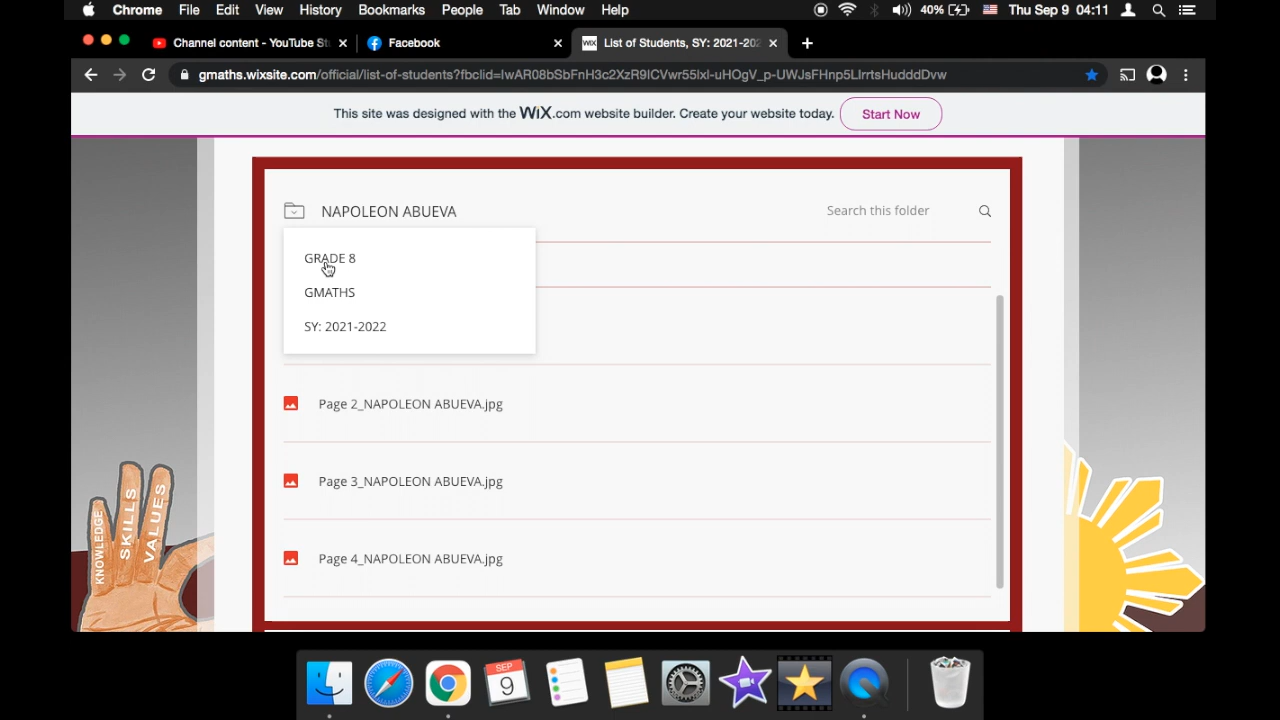 Chrome File Edit View History Bookmarks People Tab Window Help 40% Thu Sep 9 04:11
Channel content - YouTube St
Facebook
WiX List of Students, SY: 2021-202
gmaths.wixsite.com/official/list-of-students?fbclid=IwAR08bSbFnH3c2XzR9lCVwr55lxl-uHOgV_p-UWJsFHnp5LIrrtsHudddDvw
This site was designed with the WiX.com website builder. Create your website today. Start Now
NAPOLEON ABUEVA
Search this folder
GRADE 8
GMATHS
SY: 2021-2022
Page 2_NAPOLEON ABUEVA.jpg
Page 3_NAPOLEON ABUEVA.jpg
Page 4_NAPOLEON ABUEVA.jpg
KNOWLEDGE
SKILLS
VALUES
SEP
9